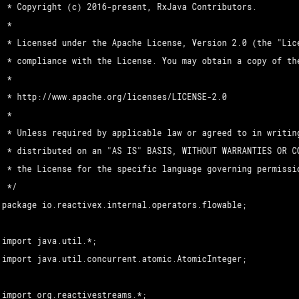 * Copyright (c) 2016-present, RxJava Contributors.
*
* Licensed under the Apache License, Version 2.0 (the "Lice
* compliance with the License. You may obtain a copy of the
*
* http://www.apache.org/licenses/LICENSE-2.0
*
* Unless required by applicable law or agreed to in writing
* distributed on an "AS IS" BASIS, WITHOUT WARRANTIES OR CO
* the License for the specific language governing permissio
*/
package io.reactivex.internal.operators.flowable;
import java.util.*;
import java.util.concurrent.atomic.AtomicInteger;
import org.reactivestreams.*;